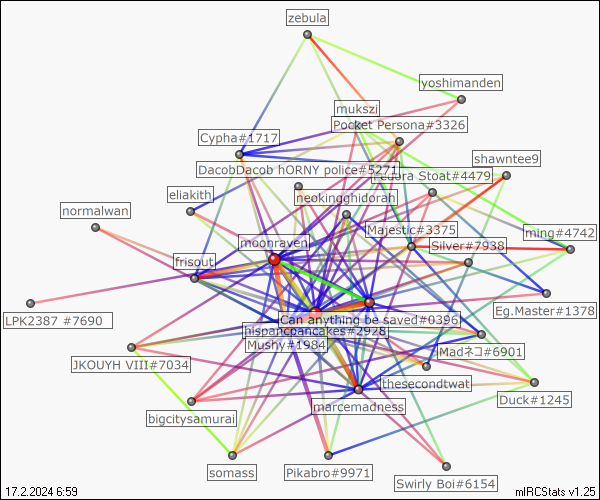 zebula
yoshimanden
mukszi
Pocket Persona#3326
Cypha#1717
shawntee9
DacobDacob hORNY police#5271
Fedora Stoat#4479
eliakith
neokingghidorah
normalwan
Majestic#3375
ming#4742
moonraven
Silver#7938
frisout
Eg.Master#1378
LPK2387 #7690
Can anything be saved#0396
hispancpancakes#2928
Mushy#1984
Madネコ#6901
JKOUYH VIII#7034
thesecondtwat
Duck#1245
marcemadness
bigcitysamurai
somass
Pikabro#9971
Swirly Boi#6154
17.2.2024 6:59
mIRCStats v1.25